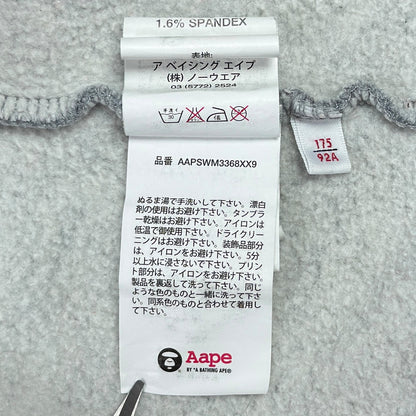 1.6% SPANDEX
表地:
ア ベイシング エイプ
(株) ノーウエア
03 (5772) 2524
品番 AAPSWM3368XX9
175
92A
ぬるま湯で手洗いして下さい。漂白
剤の使用はお避け下さい。タンブラ
ー乾燥はお避け下さい。アイロンは
低温で御使用下さい。ドライクリー
ニングはお避け下さい。装飾品部分
は、アイロンをお避け下さい。5分
以上水に浸さないで下さい。プリン
ト部分は、アイロンをお避け下さい。
製品を裏返して洗って下さい。同じ
ような色のものと一緒に洗って下さ
い。同系色のものと合わせて着用し
て下さい。
Aape
BY *A BATHING APE®